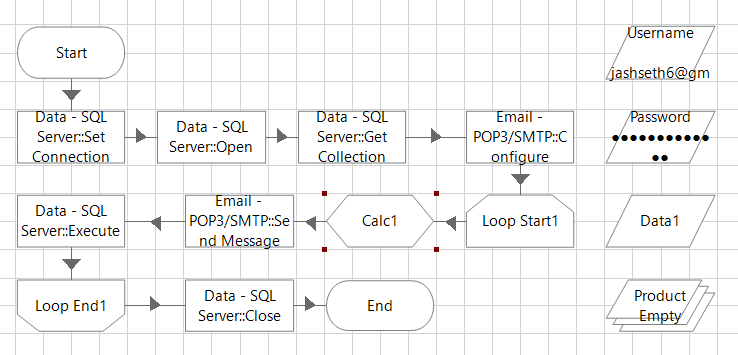 Start
Username
jashseth6@gm
Data - SQL
Server::Set
Connection
Data - SQL
Server::Open
Data - SQL
Server::Get
Collection
Email -
POP3/SMTP::C
onfigure
Password
●●●●●●●●●●●●
●●
Data - SQL
Server::Execute
Email -
POP3/SMTP::Se
nd Message
Calc1
Loop Start1
Data1
Loop End1
Data - SQL
Server::Close
End
Product
Empty